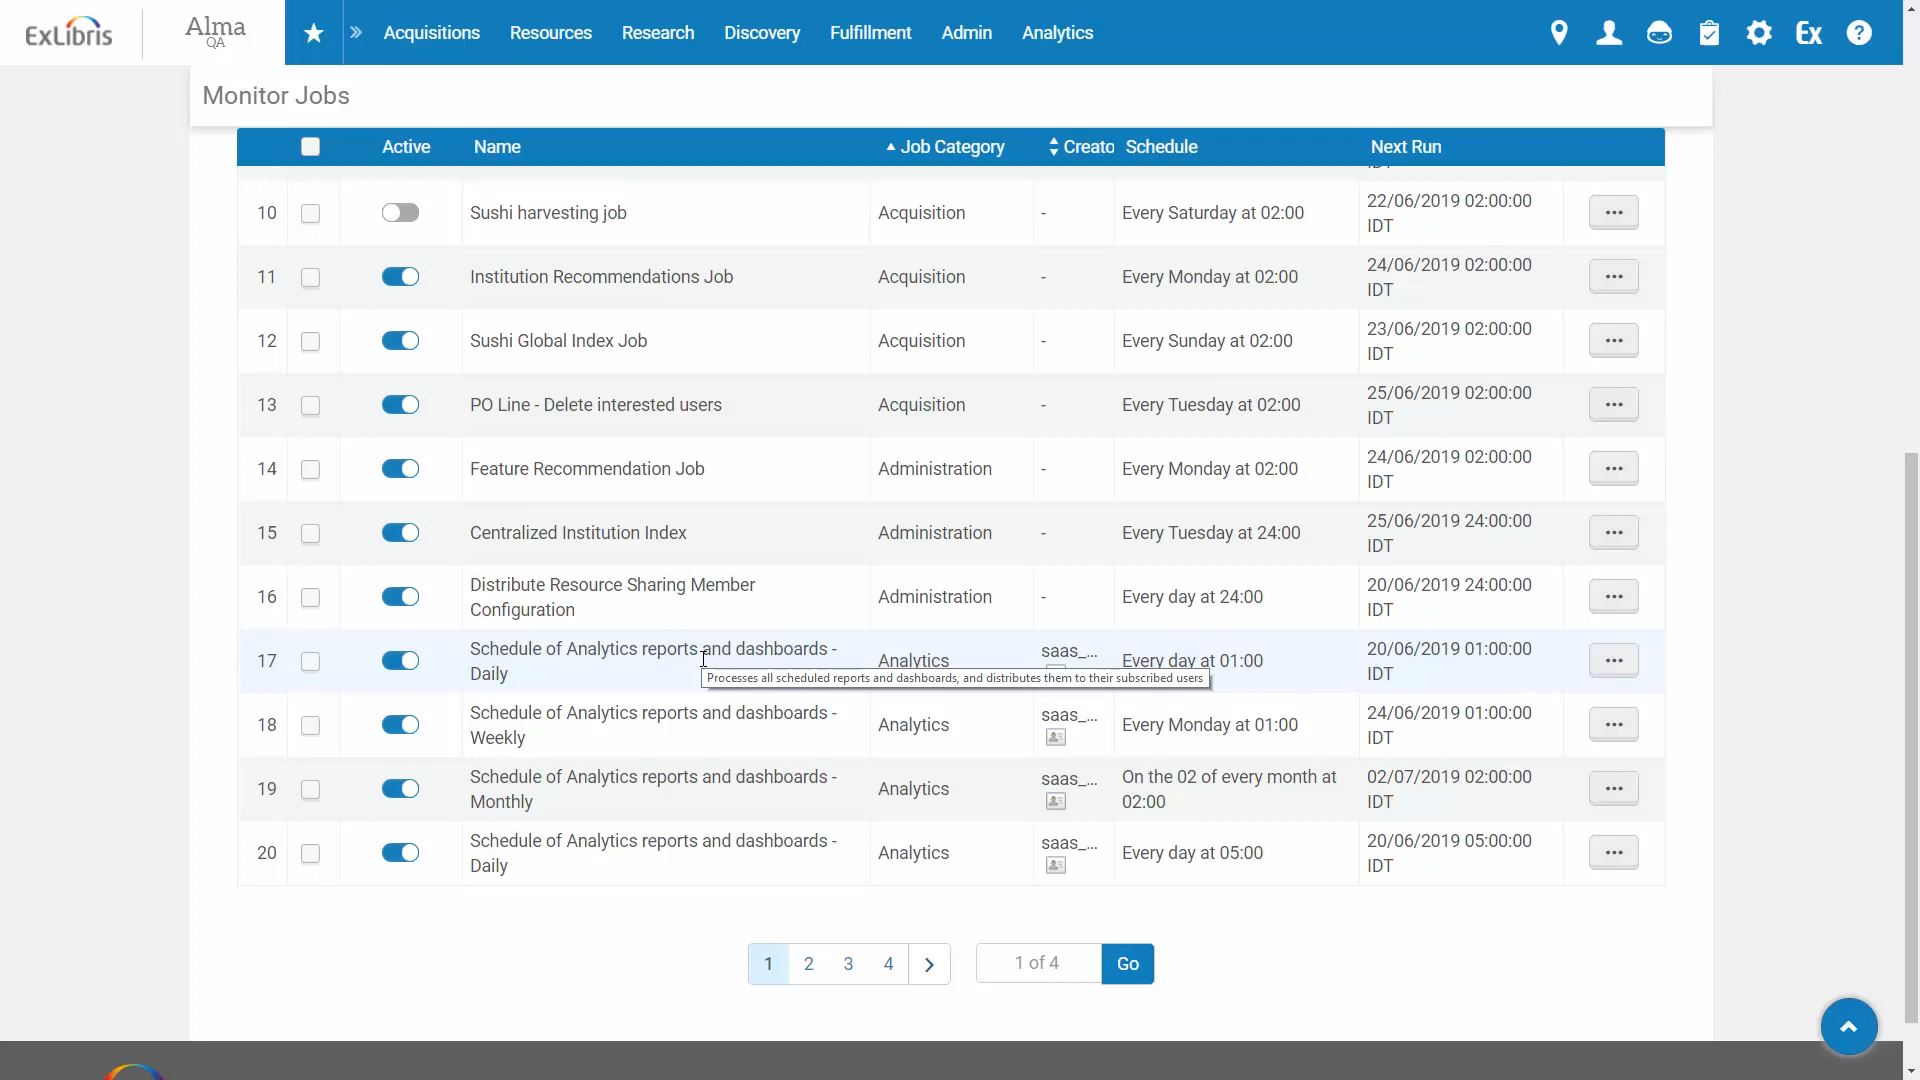 ExLibris
Alma
QA
Acquisitions Resources Research Discovery Fulfillment Admin Analytics
Ex ?
Monitor Jobs
Active Name Job Category Creato Schedule Next Run
10 Sushi harvesting job Acquisition - Every Saturday at 02:00 22/06/2019 02:00:00
IDT
...
11 Institution Recommendations Job Acquisition - Every Monday at 02:00 24/06/2019 02:00:00
IDT
...
12 Sushi Global Index Job Acquisition - Every Sunday at 02:00 23/06/2019 02:00:00
IDT
...
13 PO Line - Delete interested users Acquisition - Every Tuesday at 02:00 25/06/2019 02:00:00
IDT
...
14 Feature Recommendation Job Administration - Every Monday at 02:00 24/06/2019 02:00:00
IDT
...
15 Centralized Institution Index Administration - Every Tuesday at 24:00 25/06/2019 24:00:00
IDT
...
16 Distribute Resource Sharing Member
Configuration
Administration - Every day at 24:00 20/06/2019 24:00:00
IDT
...
17 Schedule of Analytics reports and dashboards -
Daily
Analytics saas_... Every day at 01:00 20/06/2019 01:00:00
IDT
...
Processes all scheduled reports and dashboards, and distributes them to their subscribed users
18 Schedule of Analytics reports and dashboards -
Weekly
Analytics saas_... Every Monday at 01:00 24/06/2019 01:00:00
IDT
...
19 Schedule of Analytics reports and dashboards -
Monthly
Analytics saas_... On the 02 of every month at
02:00
02/07/2019 02:00:00
IDT
...
20 Schedule of Analytics reports and dashboards -
Daily
Analytics saas_... Every day at 05:00 20/06/2019 05:00:00
IDT
...
1 2 3 4 1 of 4 Go